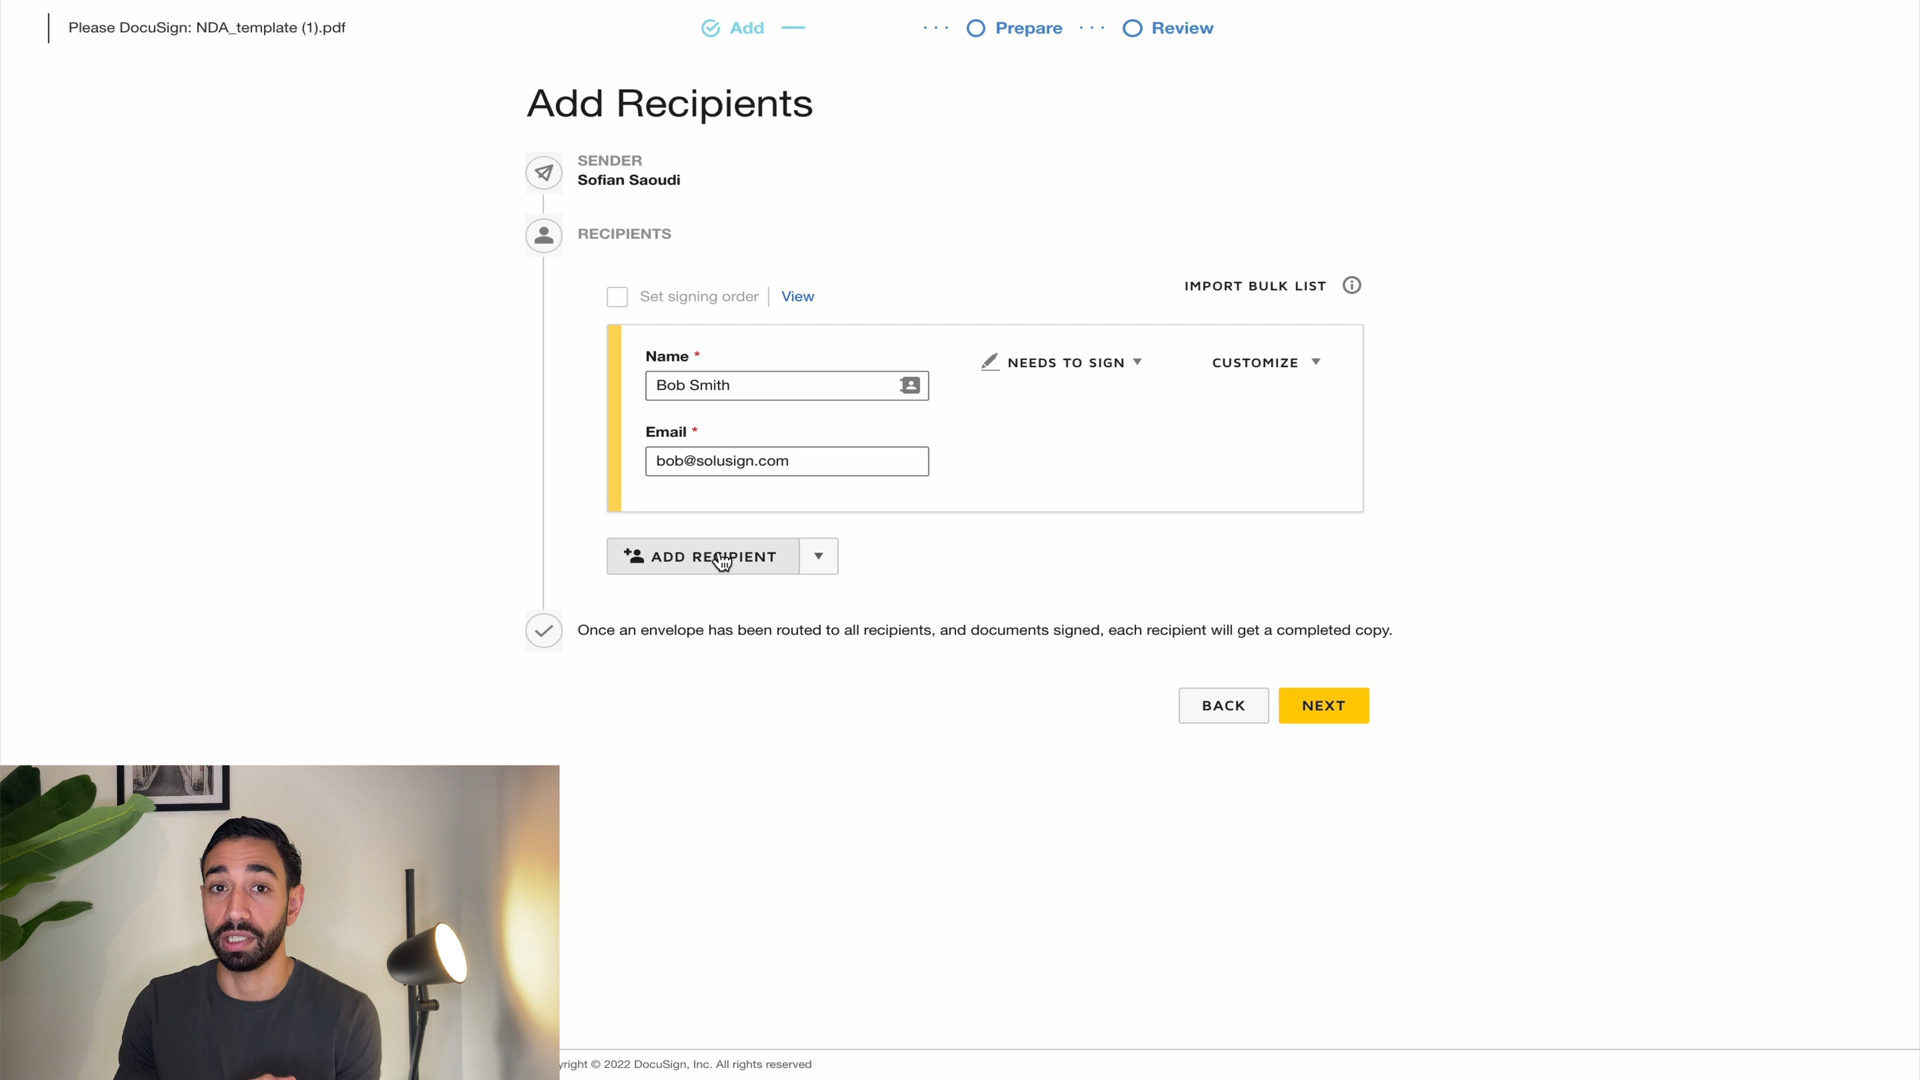 Please DocuSign: NDA_template (1).pdf
Add
Prepare
Review
Add Recipients
SENDER
Sofian Saoudi
RECIPIENTS
Set signing order | View
IMPORT BULK LIST
Name *
NEEDS TO SIGN
CUSTOMIZE
Bob Smith
Email *
bob@solusign.com
ADD RECIPIENT
Once an envelope has been routed to all recipients, and documents signed, each recipient will get a completed copy.
BACK
NEXT
yright © 2022 DocuSign, Inc. All rights reserved